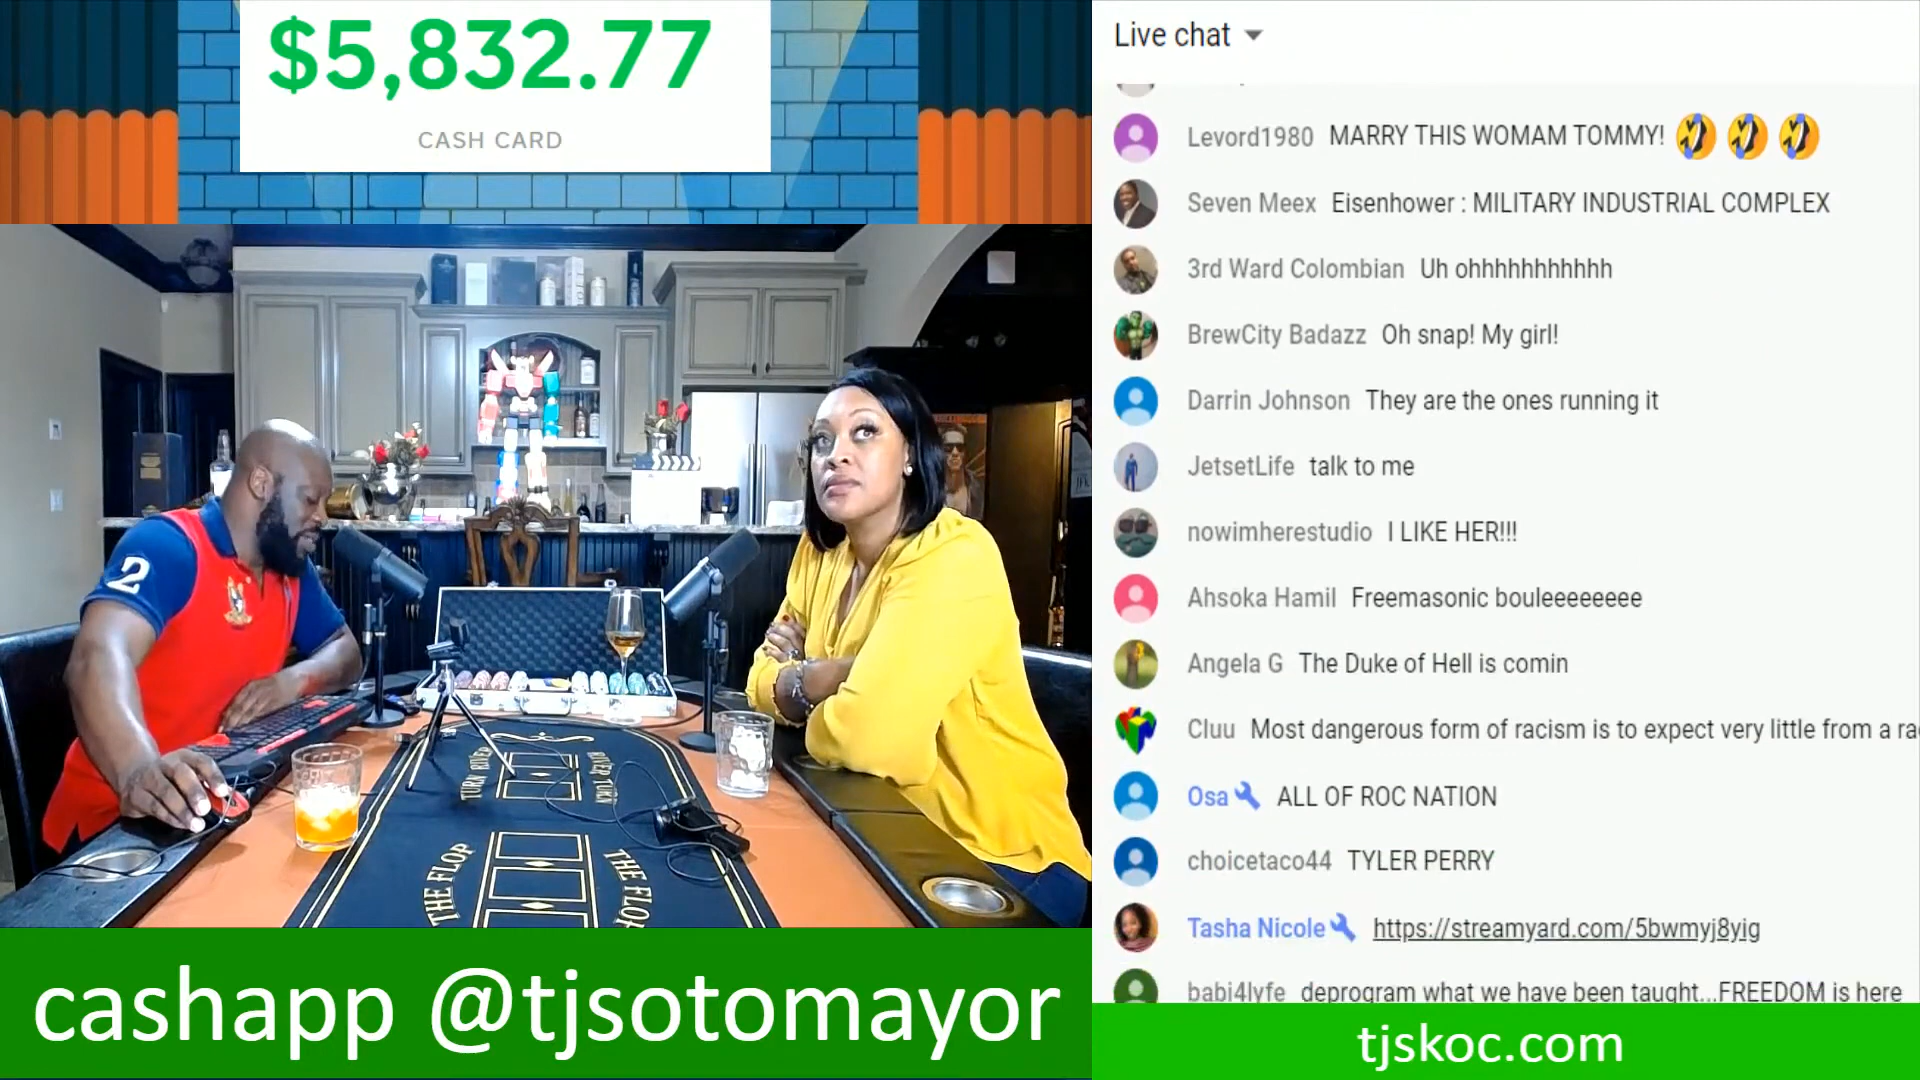 $5,832.77
CASH CARD
2
TURN RIVER
RIVER TURN
THE FLOP
THE FLOP
cashapp @tjsotomayor
Live chat
Levord1980 MARRY THIS WOMAM TOMMY! 🤣 🤣 🤣
Seven Meex Eisenhower : MILITARY INDUSTRIAL COMPLEX
3rd Ward Colombian Uh ohhhhhhhhhhh
BrewCity Badazz Oh snap! My girl!
Darrin Johnson They are the ones running it
JetsetLife talk to me
nowimherestudio I LIKE HER!!!
Ahsoka Hamil Freemasonic bouleeeeeeee
Angela G The Duke of Hell is comin
Cluu Most dangerous form of racism is to expect very little from a ra
Osa ALL OF ROC NATION
choicetaco44 TYLER PERRY
Tasha Nicole https://streamyard.com/5bwmyj8yig
babi4lyfe deprogram what we have been taught...FREEDOM is here
tjskoc.com